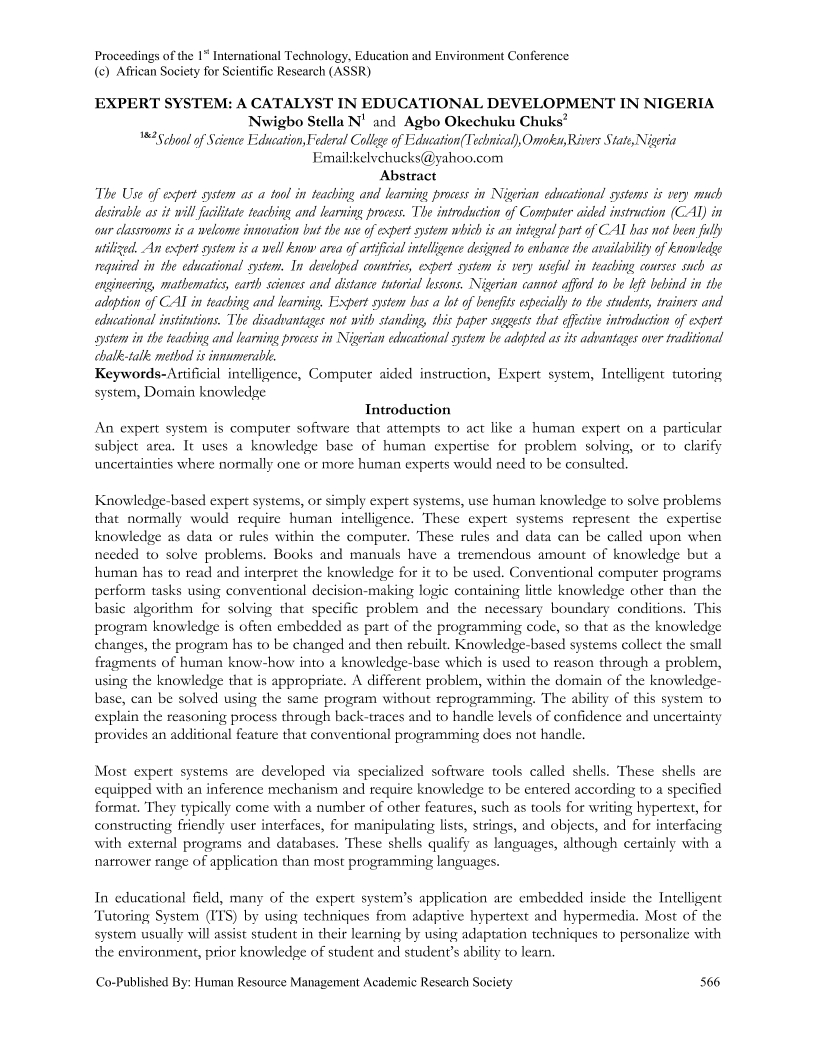 Proceedings of the 1st International Technology, Education and Environment Conference
(c) African Society for Scientific Research (ASSR)
EXPERT SYSTEM: A CATALYST IN EDUCATIONAL DEVELOPMENT IN NIGERIA
Nwigbo Stella N1 and Agbo Okechuku Chuks2
1&2School of Science Education,Federal College of Education(Technical),Omoku,Rivers State,Nigeria
Email:kelvchucks@yahoo.com
Abstract
The Use of expert system as a tool in teaching and learning process in Nigerian educational systems is very much
desirable as it will facilitate teaching and learning process. The introduction of Computer aided instruction (CAI) in
our classrooms is a welcome innovation but the use of expert system which is an integral part of CAI has not been fully
utilized. An expert system is a well know area of artificial intelligence designed to enhance the availability of knowledge
required in the educational system. In developed countries, expert system is very useful in teaching courses such as
engineering, mathematics, earth sciences and distance tutorial lessons. Nigerian cannot afford to be left behind in the
adoption of CAI in teaching and learning. Expert system has a lot of benefits especially to the students, trainers and
educational institutions. The disadvantages not with standing, this paper suggests that effective introduction of expert
system in the teaching and learning process in Nigerian educational system be adopted as its advantages over traditional
chalk-talk method is innumerable.
Keywords-Artificial intelligence, Computer aided instruction, Expert system, Intelligent tutoring
system, Domain knowledge
Introduction
An expert system is computer software that attempts to act like a human expert on a particular
subject area. It uses a knowledge base of human expertise for problem solving, or to clarify
uncertainties where normally one or more human experts would need to be consulted.
Knowledge-based expert systems, or simply expert systems, use human knowledge to solve problems
that normally would require human intelligence. These expert systems represent the expertise
knowledge as data or rules within the computer. These rules and data can be called upon when
needed to solve problems. Books and manuals have a tremendous amount of knowledge but a
human has to read and interpret the knowledge for it to be used. Conventional computer programs
perform tasks using conventional decision-making logic containing little knowledge other than the
basic algorithm for solving that specific problem and the necessary boundary conditions. This
program knowledge is often embedded as part of the programming code, so that as the knowledge
changes, the program has to be changed and then rebuilt. Knowledge-based systems collect the small
fragments of human know-how into a knowledge-base which is used to reason through a problem,
using the knowledge that is appropriate. A different problem, within the domain of the knowledge-
base, can be solved using the same program without reprogramming. The ability of this system to
explain the reasoning process through back-traces and to handle levels of confidence and uncertainty
provides an additional feature that conventional programming does not handle.
Most expert systems are developed via specialized software tools called shells. These shells are
equipped with an inference mechanism and require knowledge to be entered according to a specified
format. They typically come with a number of other features, such as tools for writing hypertext, for
constructing friendly user interfaces, for manipulating lists, strings, and objects, and for interfacing
with external programs and databases. These shells qualify as languages, although certainly with a
narrower range of application than most programming languages.
In educational field, many of the expert system's application are embedded inside the Intelligent
Tutoring System (ITS) by using techniques from adaptive hypertext and hypermedia. Most of the
system usually will assist student in their learning by using adaptation techniques to personalize with
the environment, prior knowledge of student and student's ability to learn.
Co-Published By: Human Resource Management Academic Research Society 566